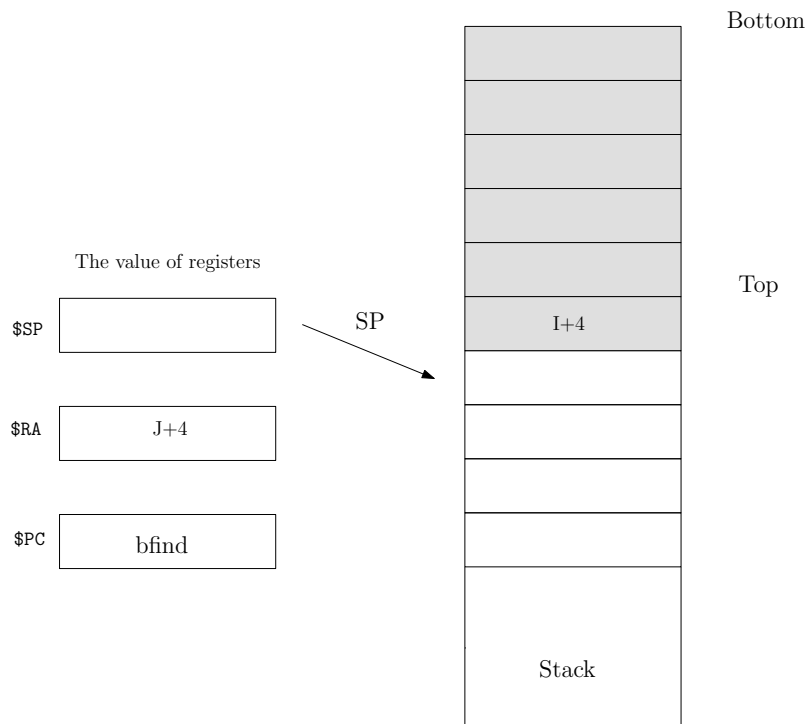 Bottom
The value of registers
Top
$SP
SP
I+4
$RA
J+4
$PC
bfind
Stack